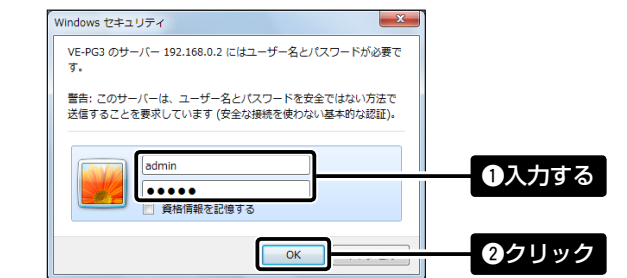 Windows セキュリティ
VE-PG3 のサーバー 192.168.0.2 にはユーザー名とパスワードが必要で
す。
警告: このサーバーは、ユーザー名とパスワードを安全ではない方法で
送信することを要求しています (安全な接続を使わない基本的な認証)。
admin
●●●●●
❶入力する
資格情報を記憶する
OK
❷クリック